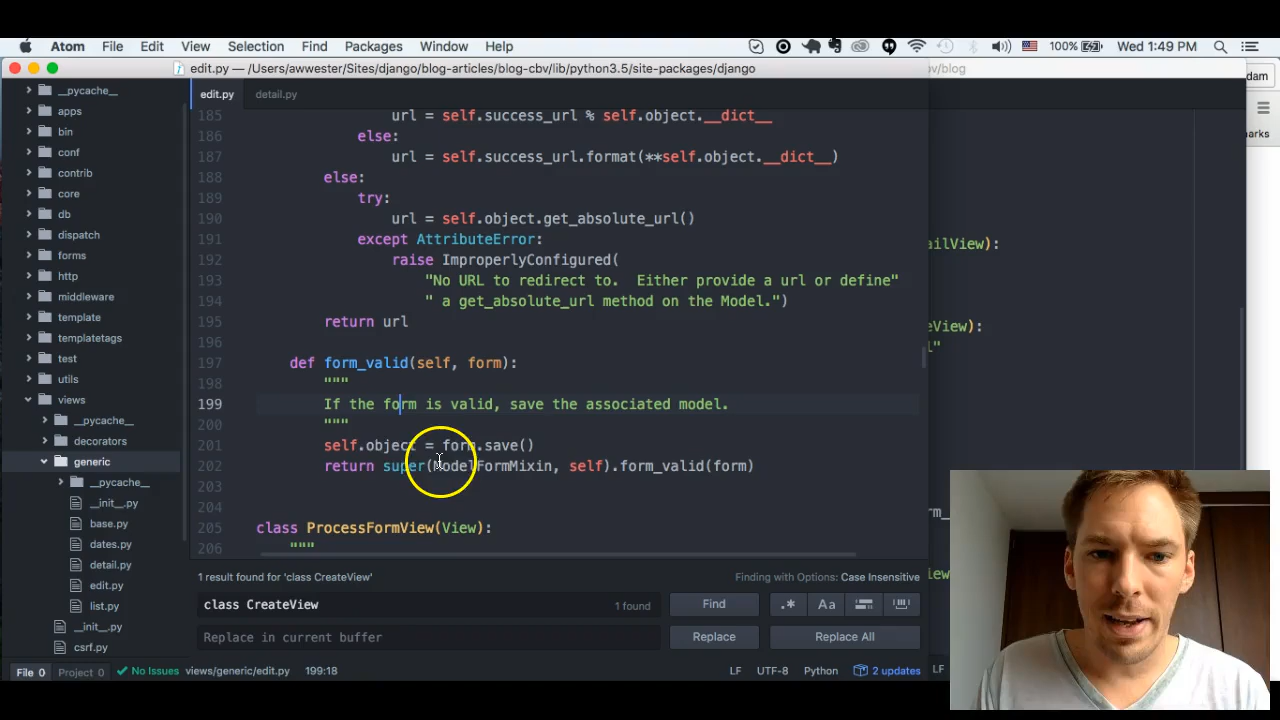 Atom File Edit View Selection Find Packages Window Help 100% Wed 1:49 PM
edit.py — /Users/awwester/Sites/django/blog-articles/blog-cbv/lib/python3.5/site-packages/django
v/blog
dam
marks
edit.py
detail.py
__pycache__
apps
bin
conf
contrib
core
db
dispatch
forms
http
middleware
template
templatetags
test
utils
views
__pycache__
decorators
generic
__pycache__
__init__.py
base.py
dates.py
detail.py
edit.py
list.py
__init__.py
csrf.py
185 url = self.success_url % self.object.__dict__
186 else:
187 url = self.success_url.format(**self.object.__dict__)
188 else:
189 try:
190 url = self.object.get_absolute_url()
191 except AttributeError:
192 raise ImproperlyConfigured(
193 "No URL to redirect to.  Either provide a url or define"
194 " a get_absolute_url method on the Model.")
195 return url
196
197 def form_valid(self, form):
198 """
199 If the form is valid, save the associated model.
200 """
201 self.object = form.save()
202 return super(ModelFormMixin, self).form_valid(form)
203
204
205 class ProcessFormView(View):
206 """
ailView):
eView):
l"
orm_
iew
1 result found for 'class CreateView'
Finding with Options: Case Insensitive
class CreateView
1 found
Find
.*
Aa
Replace in current buffer
Replace
Replace All
File 0 Project 0 No Issues views/generic/edit.py 199:18
LF UTF-8 Python 2 updates
LF